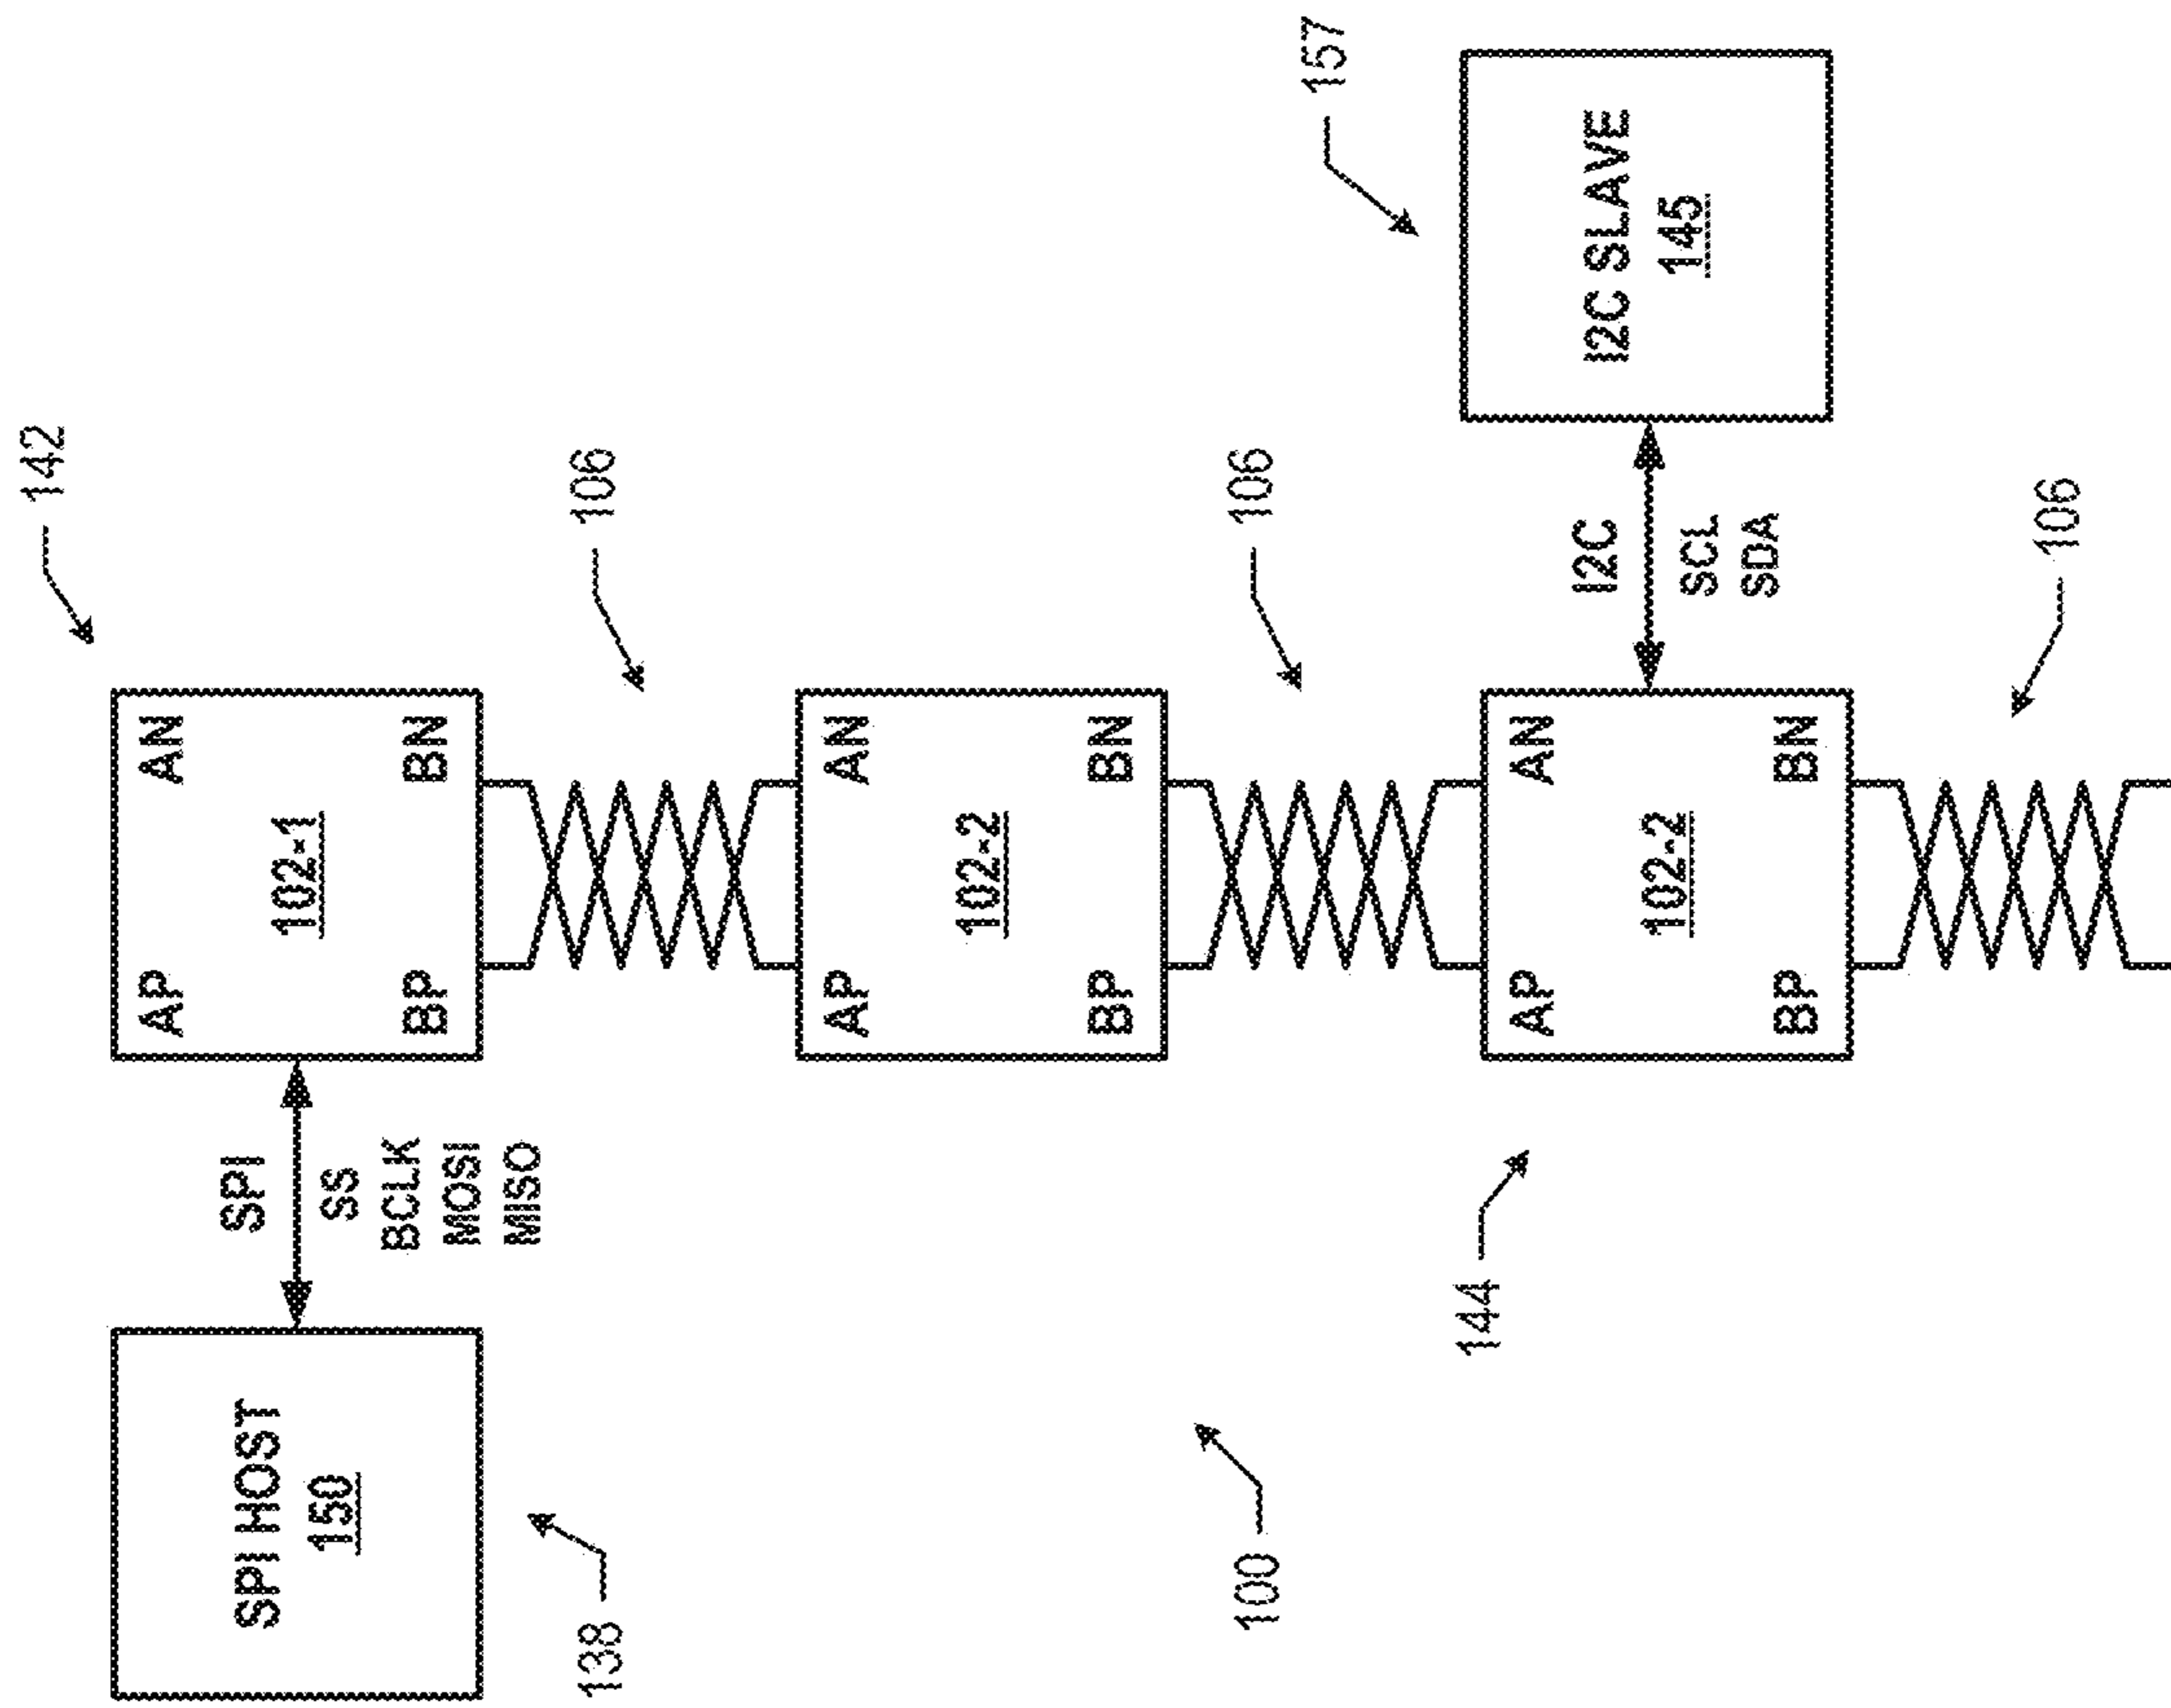 142
106
106
157
106
AP
AN
102-1
BP
BN
AP
AN
102-2
BP
BN
AP
AN
102-2
BP
BN
SPI
SS
BCLK
MOSI
MISO
I2C
SCL
SDA
I2C SLAVE
145
SPI HOST
150
138
100
144